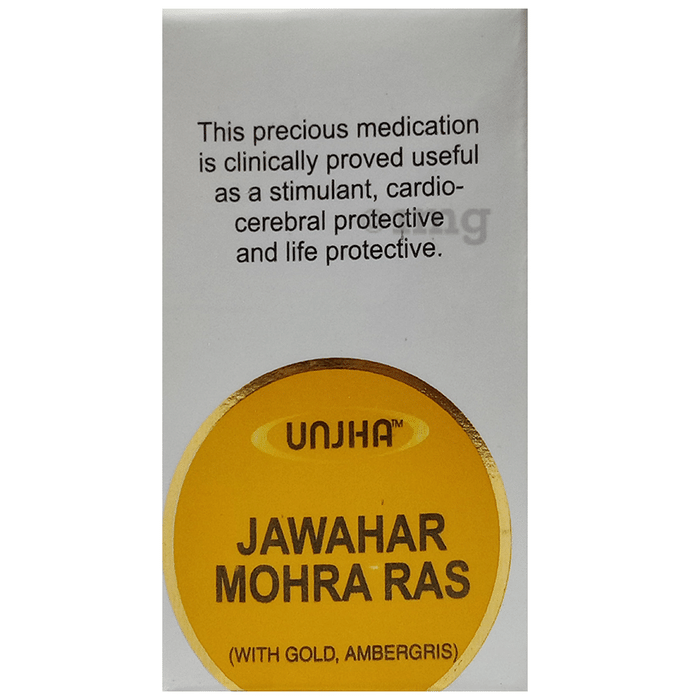 This precious medication
is clinically proved useful
as a stimulant, cardio-
cerebral protective
and life protective.
UNJHA™
JAWAHAR
MOHRA RAS
(WITH GOLD, AMBERGRIS)